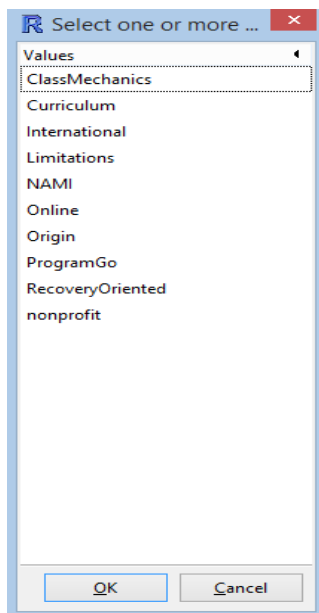 Select one or more ...
Values
ClassMechanics
Curriculum
International
Limitations
NAMI
Online
Origin
ProgramGo
RecoveryOriented
nonprofit
OK
Cancel